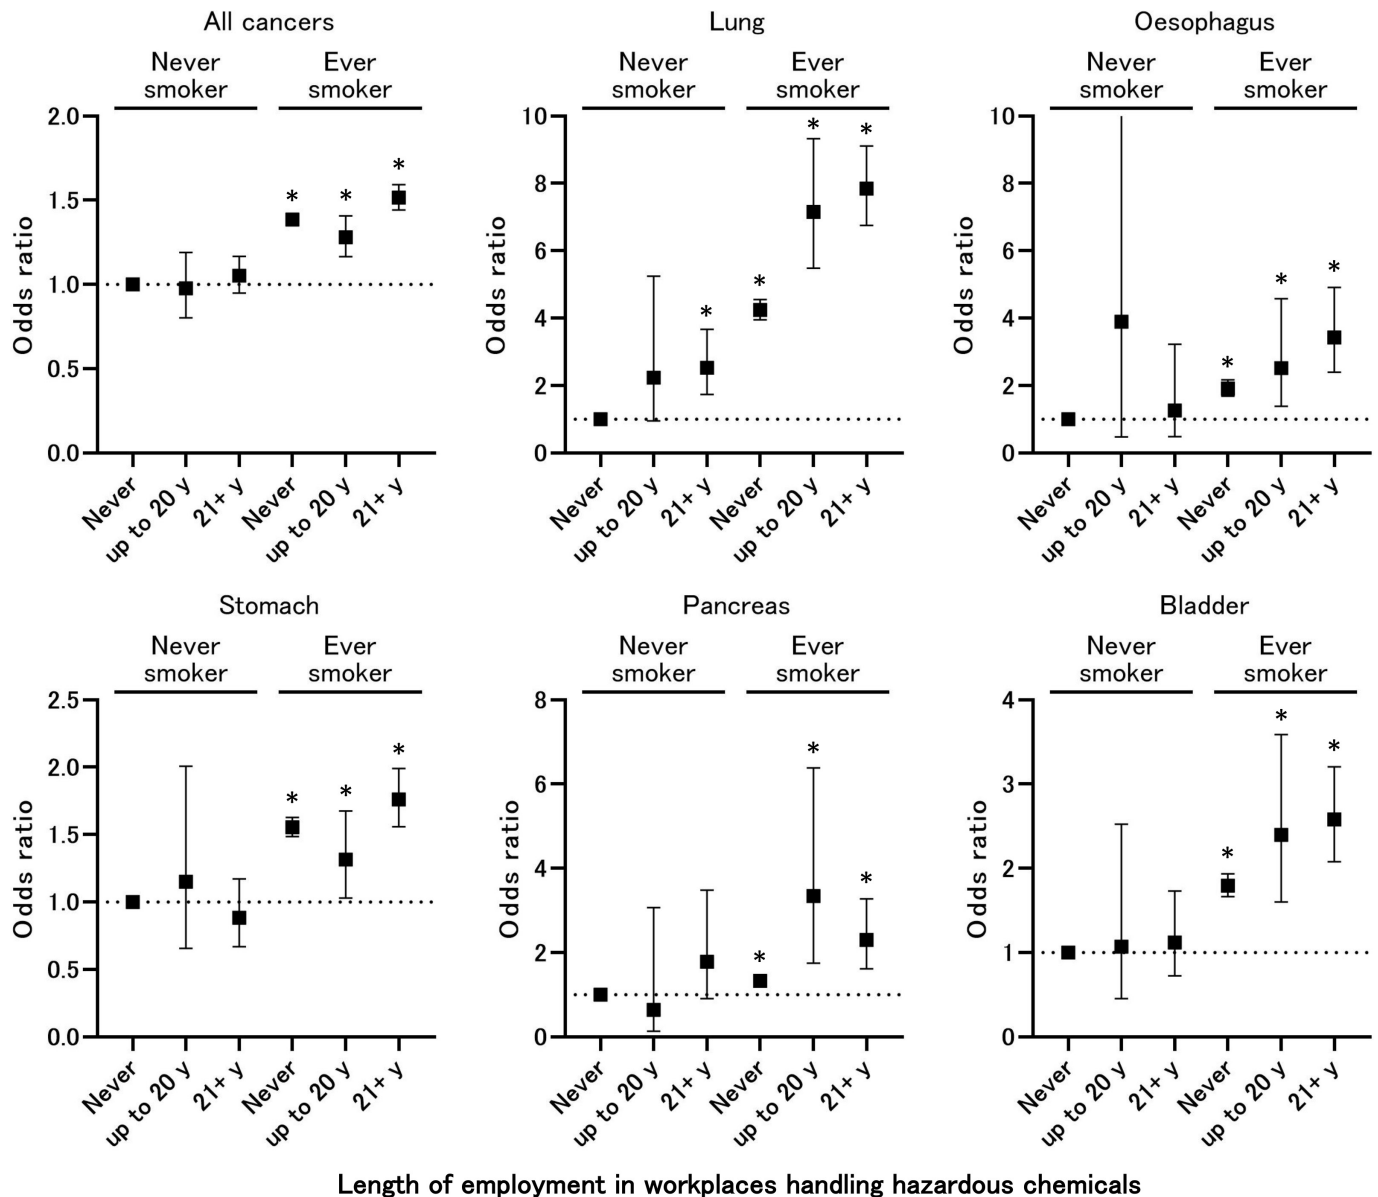 All cancers
Never smoker
Ever smoker
Odds ratio
2.0
1.5
1.0
0.5
0.0
* * *
Never
up to 20 y
21+ y
Never
up to 20 y
21+ y
Lung
Never smoker
Ever smoker
Odds ratio
10
8
6
4
2
0
* * * *
Never
up to 20 y
21+ y
Never
up to 20 y
21+ y
Oesophagus
Never smoker
Ever smoker
Odds ratio
10
8
6
4
2
0
* * *
Never
up to 20 y
21+ y
Never
up to 20 y
21+ y
Stomach
Never smoker
Ever smoker
Odds ratio
2.5
2.0
1.5
1.0
0.5
0.0
* * *
Never
up to 20 y
21+ y
Never
up to 20 y
21+ y
Pancreas
Never smoker
Ever smoker
Odds ratio
8
6
4
2
0
* * *
Never
up to 20 y
21+ y
Never
up to 20 y
21+ y
Bladder
Never smoker
Ever smoker
Odds ratio
4
3
2
1
0
* * *
Never
up to 20 y
21+ y
Never
up to 20 y
21+ y
Length of employment in workplaces handling hazardous chemicals